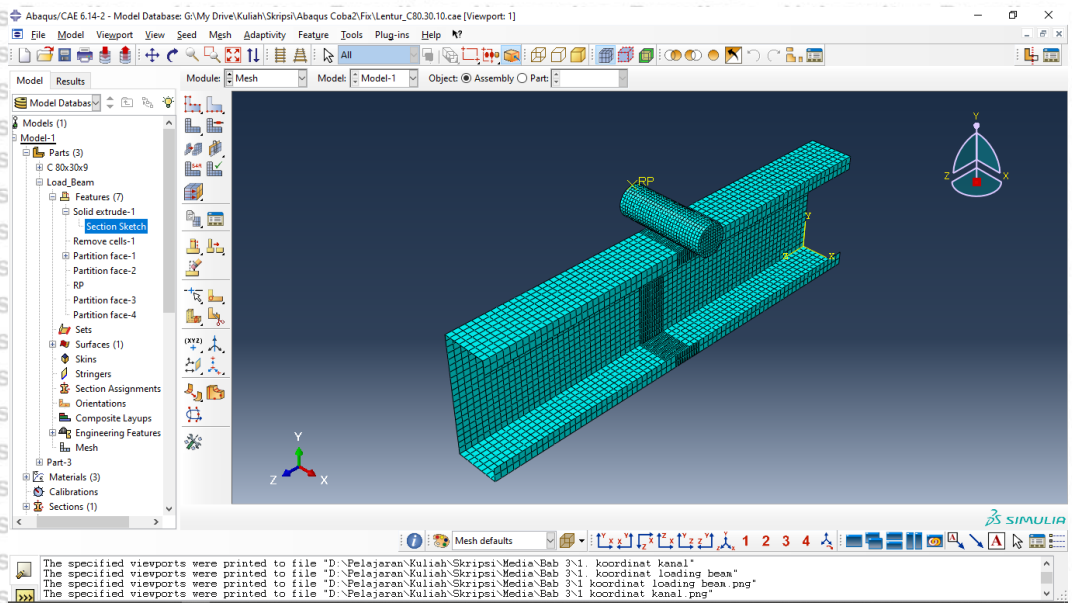 Abaqus/CAE 6.14-2 - Model Database: G:\My Drive\Kuliah\Skripsi\Abaqus Coba2\Fix\Lentur_C80.30.10.cae [Viewport: 1]
File Model Viewport View Seed Mesh Adaptivity Feature Tools Plug-ins Help
All
Model Results
Module: Mesh Model: Model-1 Object: Assembly Part:
Model Databas
Models (1)
Model-1
Parts (3)
C 80x30x9
Load_Beam
Features (7)
Solid extrude-1
Section Sketch
Remove cells-1
Partition face-1
Partition face-2
RP
Partition face-3
Partition face-4
Sets
Surfaces (1)
Skins
Stringers
Section Assignments
Orientations
Composite Layups
Engineering Features
Mesh
Part-3
Materials (3)
Calibrations
Sections (1)
(XYZ)
RP
Y
Z
X
Y
Z
X
Y
Z
X
SIMULIA
Mesh defaults
1 2 3 4
The specified viewports were printed to file "D:\Pelajaran\Kuliah\Skripsi\Media\Bab 3\1. koordinat kanal"
The specified viewports were printed to file "D:\Pelajaran\Kuliah\Skripsi\Media\Bab 3\1. koordinat loading beam"
The specified viewports were printed to file "D:\Pelajaran\Kuliah\Skripsi\Media\Bab 3\1 koordinat loading beam.png"
The specified viewports were printed to file "D:\Pelajaran\Kuliah\Skripsi\Media\Bab 3\1 koordinat kanal.png"